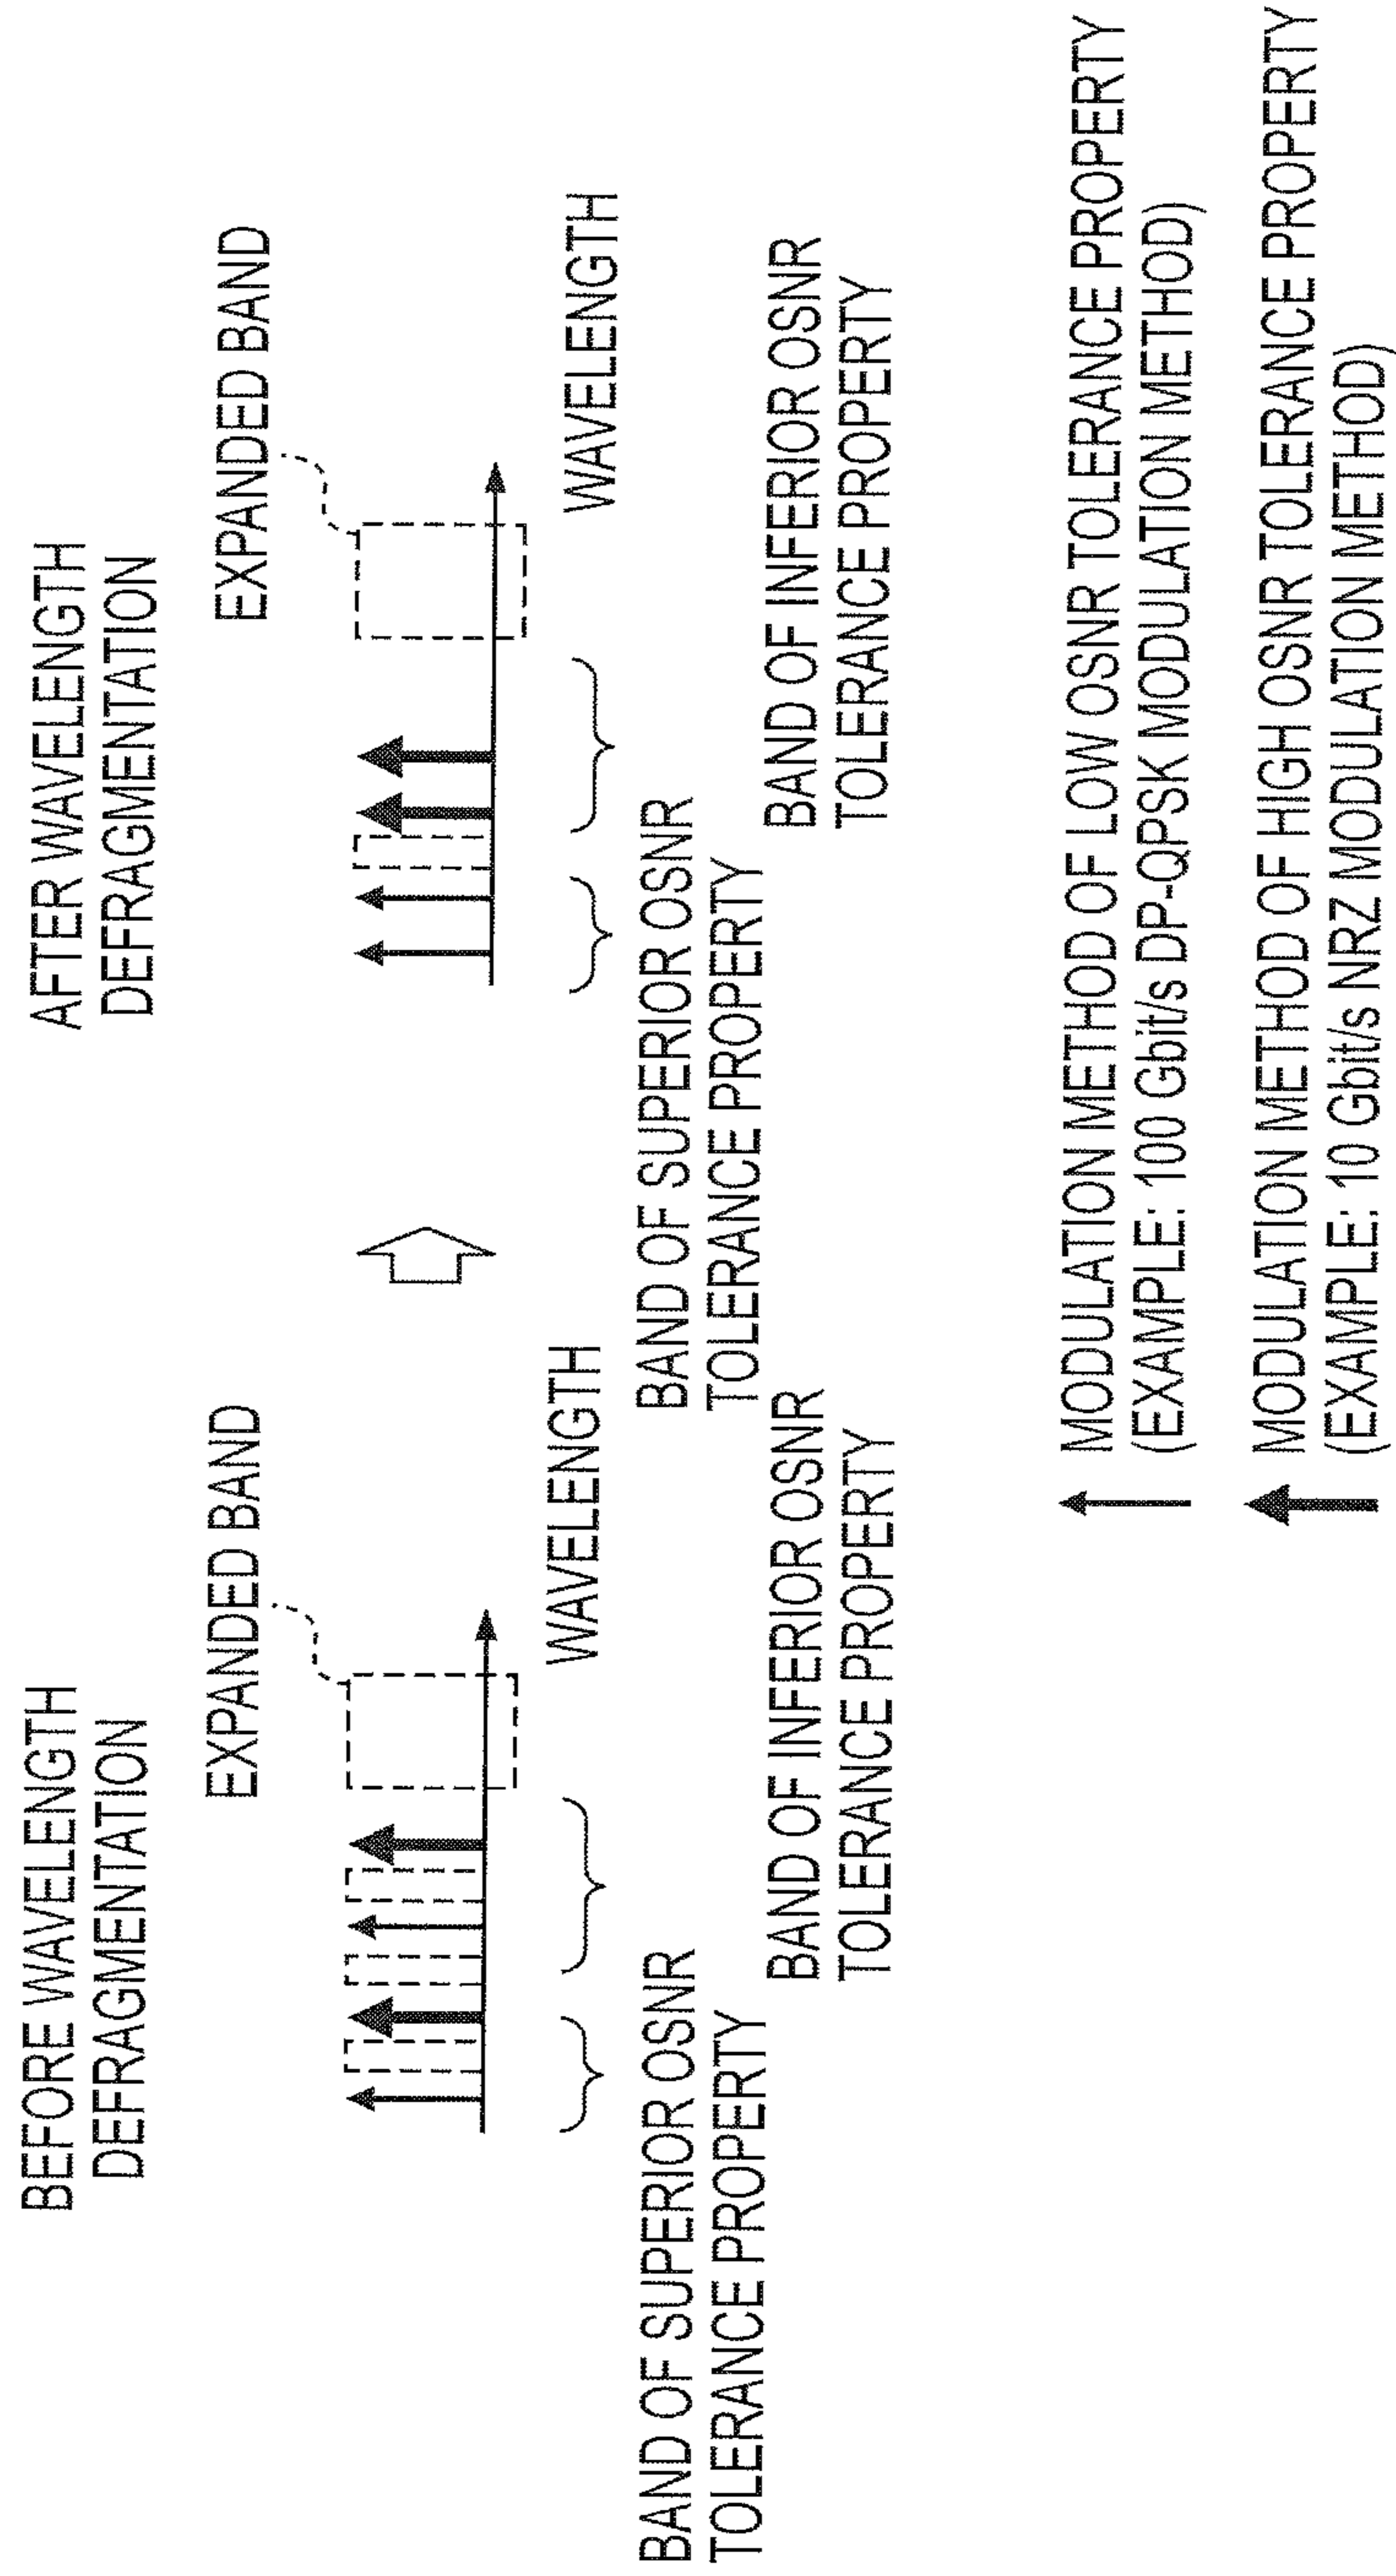 BEFORE WAVELENGTH
DEFRAGMENTATION
EXPANDED BAND
WAVELENGTH
BAND OF SUPERIOR OSNR
TOLERANCE PROPERTY
BAND OF INFERIOR OSNR
TOLERANCE PROPERTY
AFTER WAVELENGTH
DEFRAGMENTATION
EXPANDED BAND
WAVELENGTH
BAND OF SUPERIOR OSNR
TOLERANCE PROPERTY
BAND OF INFERIOR OSNR
TOLERANCE PROPERTY
MODULATION METHOD OF LOW OSNR TOLERANCE PROPERTY
(EXAMPLE: 100 Gbit/s DP-QPSK MODULATION METHOD)
MODULATION METHOD OF HIGH OSNR TOLERANCE PROPERTY
(EXAMPLE: 10 Gbit/s NRZ MODULATION METHOD)